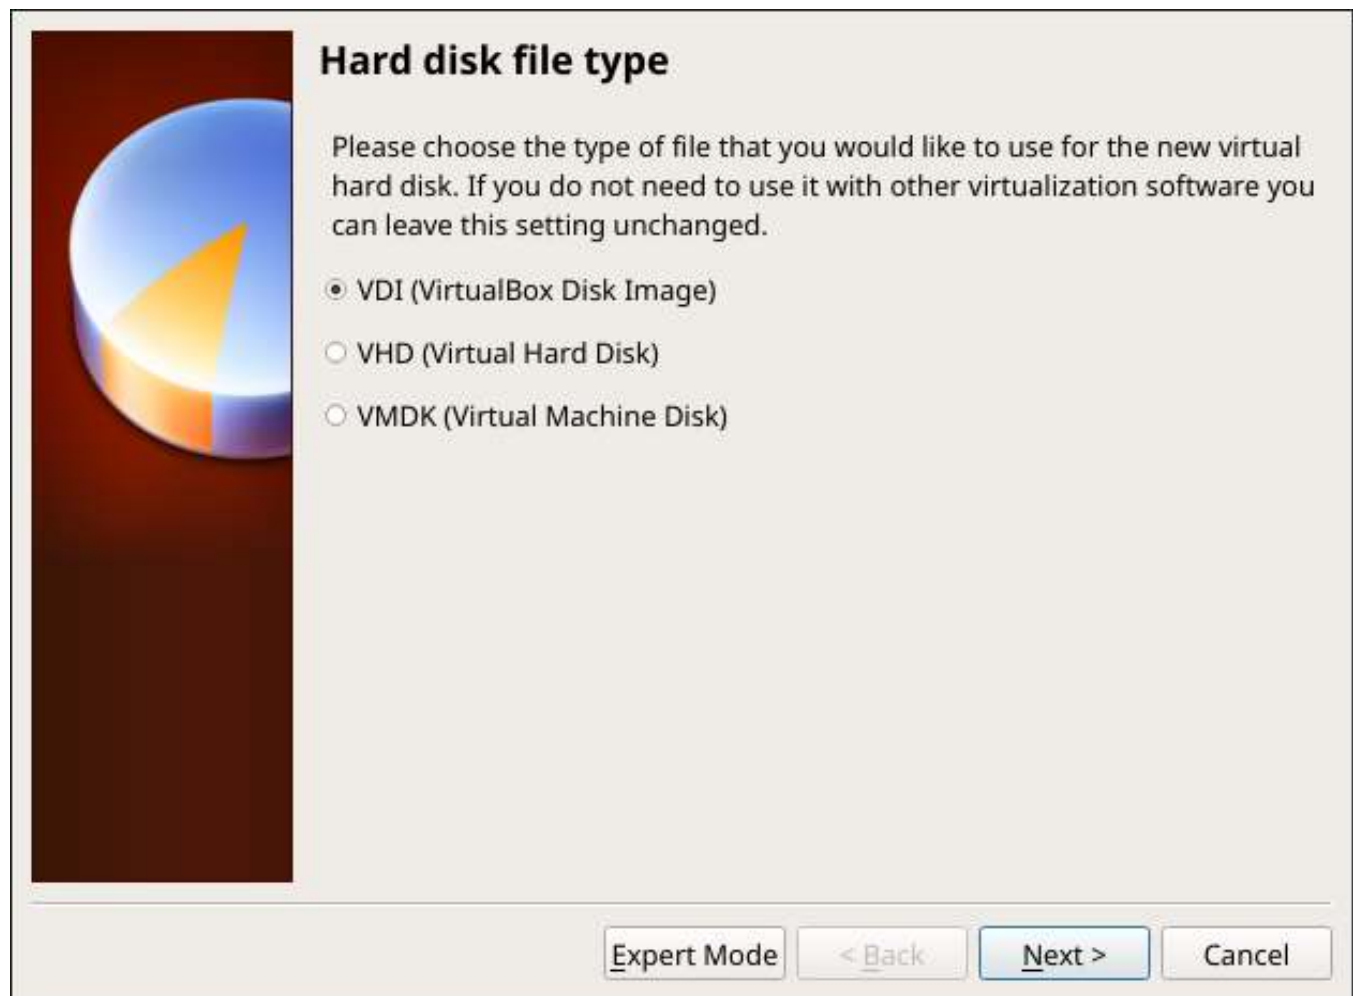 Hard disk file type
Please choose the type of file that you would like to use for the new virtual
hard disk. If you do not need to use it with other virtualization software you
can leave this setting unchanged.
VDI (VirtualBox Disk Image)
VHD (Virtual Hard Disk)
VMDK (Virtual Machine Disk)
Expert Mode
< Back
Next >
Cancel